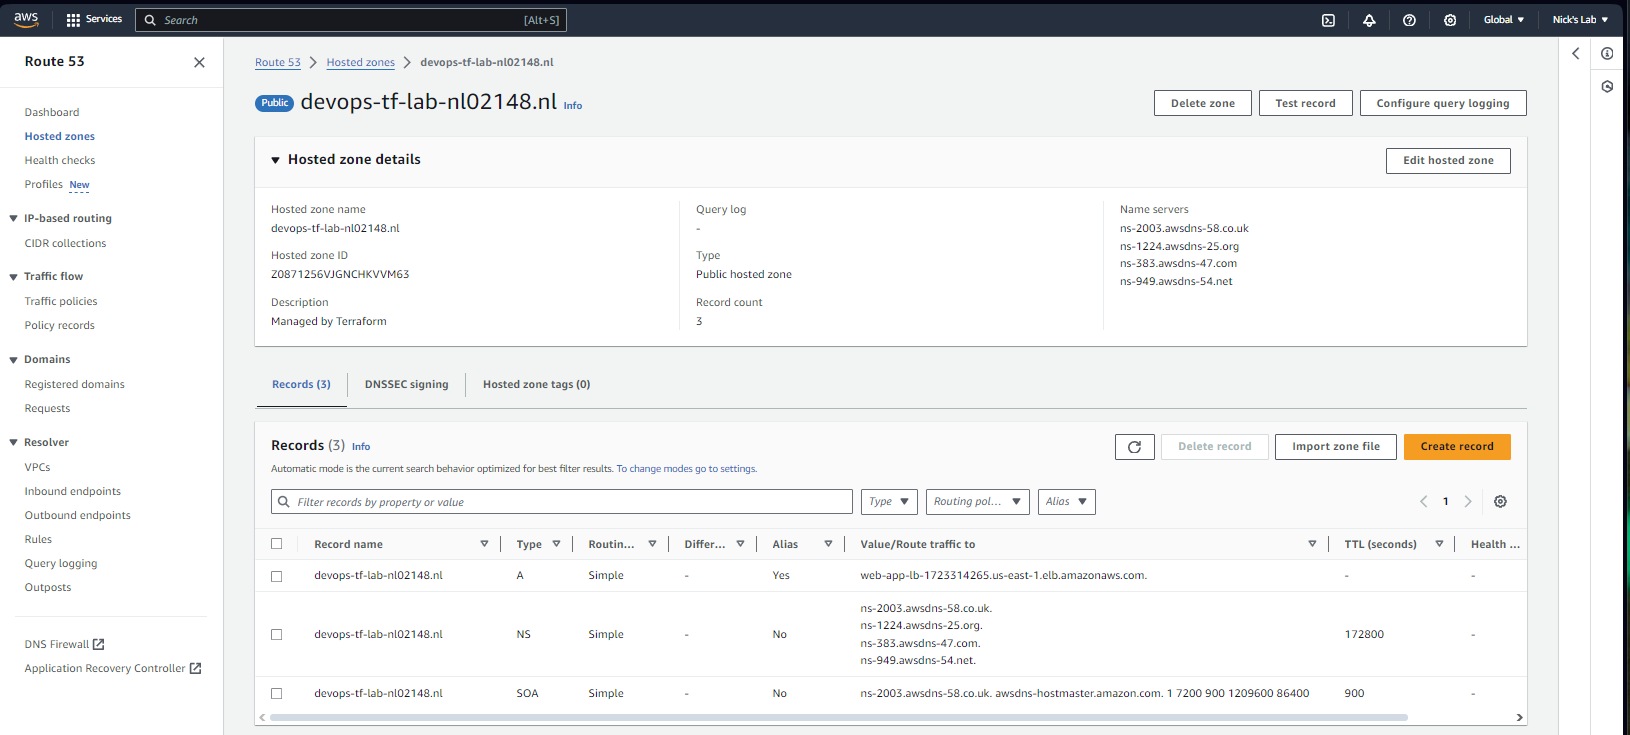 aws
Services
Search
[Alt+S]
Global ▼
Nick's Lab ▼
Route 53
Dashboard
Hosted zones
Health checks
Profiles New
IP-based routing
CIDR collections
Traffic flow
Traffic policies
Policy records
Domains
Registered domains
Requests
Resolver
VPCs
Inbound endpoints
Outbound endpoints
Rules
Query logging
Outposts
DNS Firewall
Application Recovery Controller
Route 53 > Hosted zones > devops-tf-lab-nl02148.nl
Public devops-tf-lab-nl02148.nl Info
Delete zone
Test record
Configure query logging
Hosted zone details
Edit hosted zone
Hosted zone name
devops-tf-lab-nl02148.nl
Hosted zone ID
Z0871256VJGNCHKVVM63
Description
Managed by Terraform
Query log
-
Type
Public hosted zone
Record count
3
Name servers
ns-2003.awsdns-58.co.uk
ns-1224.awsdns-25.org
ns-383.awsdns-47.com
ns-949.awsdns-54.net
Records (3)
DNSSEC signing
Hosted zone tags (0)
Records (3) Info
Delete record
Import zone file
Create record
Automatic mode is the current search behavior optimized for best filter results. To change modes go to settings.
Filter records by property or value
Type
Routing pol...
Alias
1
Record name Type Routin... Differ... Alias Value/Route traffic to TTL (seconds) Health ...
devops-tf-lab-nl02148.nl A Simple - Yes web-app-lb-1723314265.us-east-1.elb.amazonaws.com. - -
devops-tf-lab-nl02148.nl NS Simple - No
ns-2003.awsdns-58.co.uk.
ns-1224.awsdns-25.org.
ns-383.awsdns-47.com.
ns-949.awsdns-54.net.
172800 -
devops-tf-lab-nl02148.nl SOA Simple - No ns-2003.awsdns-58.co.uk. awsdns-hostmaster.amazon.com. 1 7200 900 1209600 86400 900 -